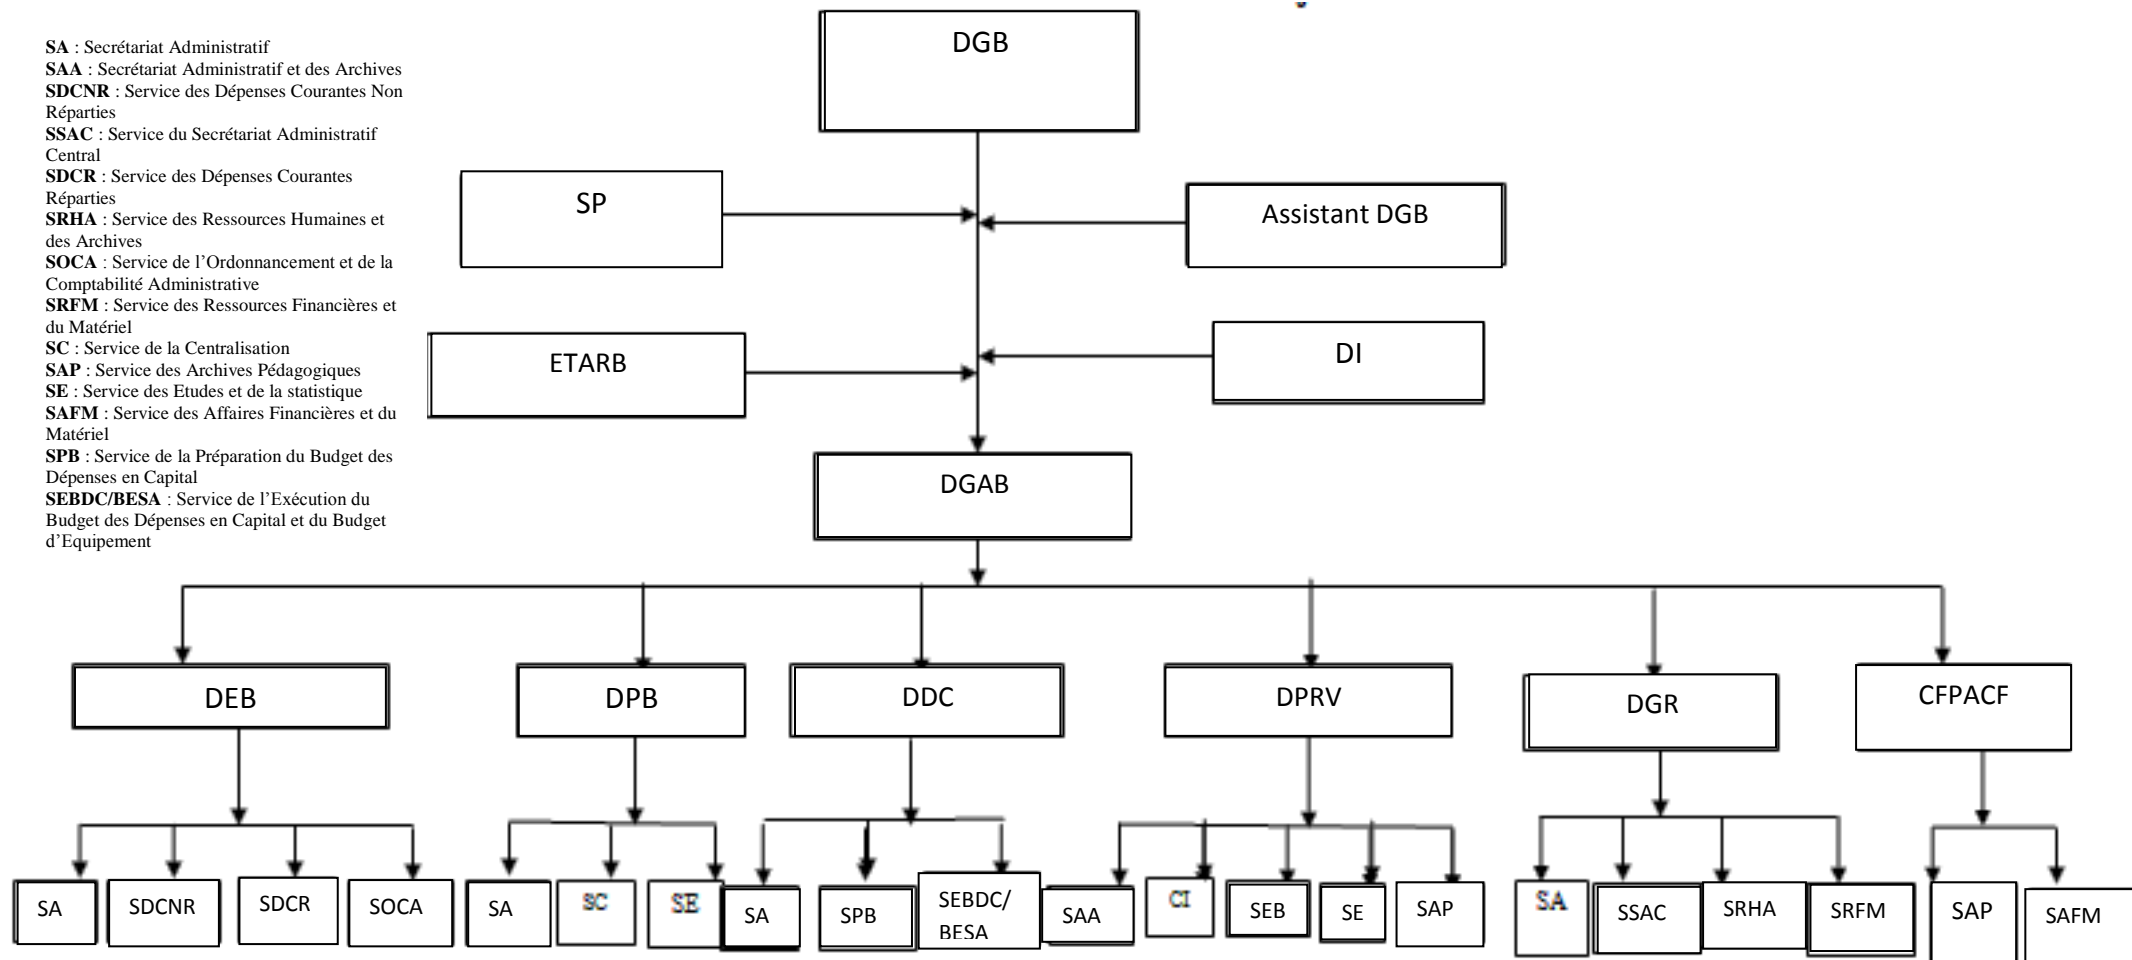 SA : Secrétariat Administratif
SAA : Secrétariat Administratif et des Archives
SDCNR : Service des Dépenses Courantes Non
Réparties
SSAC : Service du Secrétariat Administratif
Central
SDCR : Service des Dépenses Courantes
Réparties
SRHA : Service des Ressources Humaines et
des Archives
SOCA : Service de l’Ordonnancement et de la
Comptabilité Administrative
SRFM : Service des Ressources Financières et
du Matériel
SC : Service de la Centralisation
SAP : Service des Archives Pédagogiques
SE : Service des Etudes et de la statistique
SAFM : Service des Affaires Financières et du
Matériel
SPB : Service de la Préparation du Budget des
Dépenses en Capital
SEBDC/BESA : Service de l’Exécution du
Budget des Dépenses en Capital et du Budget
d’Equipement
DGB
SP
Assistant DGB
ETARB
DI
DGAB
DEB
DPB
DDC
DPRV
DGR
CFPACF
SA
SDCNR
SDCR
SOCA
SA
SC
SE
SA
SPB
SEBDC/
BESA
SAA
CI
SEB
SE
SAP
SA
SSAC
SRHA
SRFM
SAP
SAFM